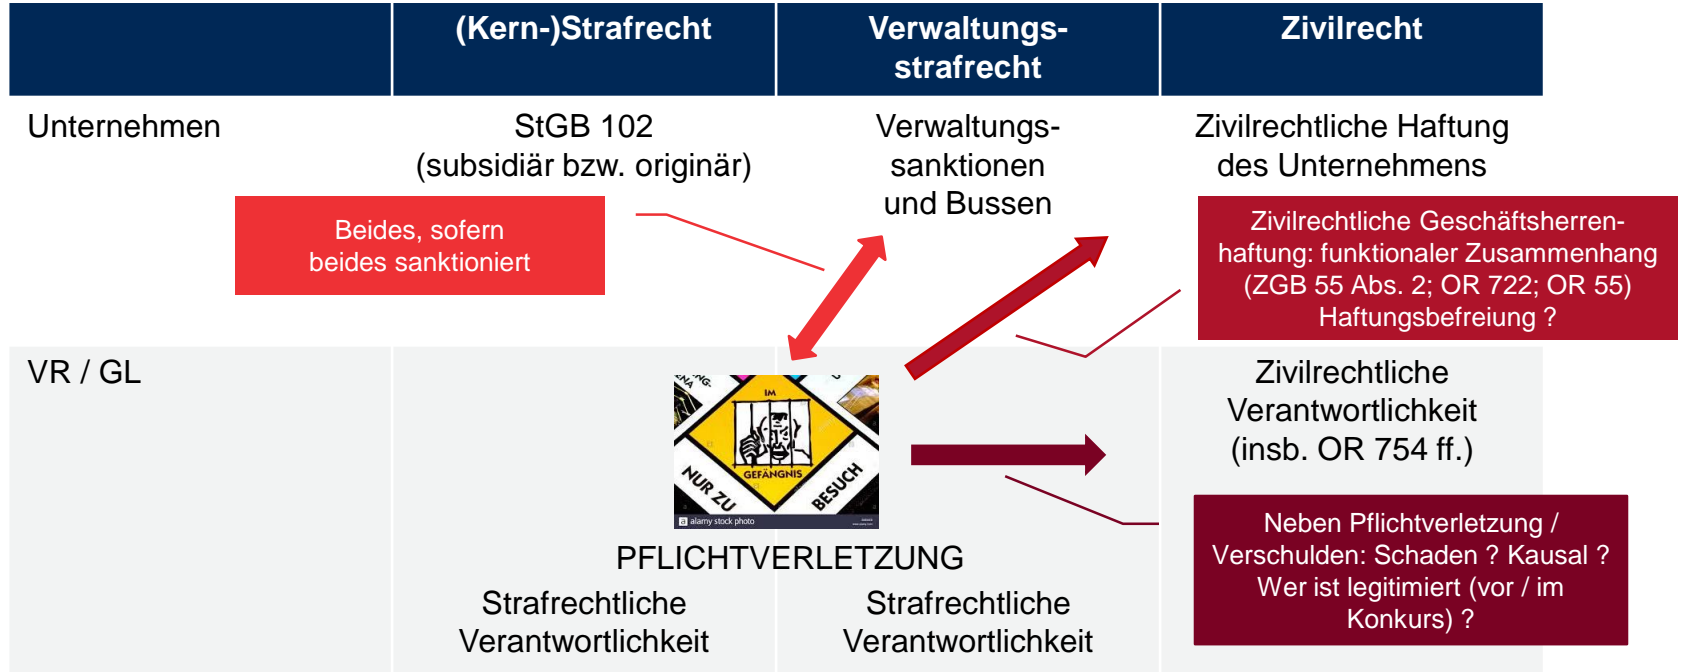 (Kern-)Strafrecht
Verwaltungs-
strafrecht
Zivilrecht
Unternehmen
StGB 102
(subsidiär bzw. originär)
Verwaltungs-
sanktionen
und Bussen
Zivilrechtliche Haftung
des Unternehmens
Beides, sofern
beides sanktioniert
Zivilrechtliche Geschäftsherren-
haftung: funktionaler Zusammenhang
(ZGB 55 Abs. 2; OR 722; OR 55)
Haftungsbefreiung ?
VR / GL
IM
GEFÄNGNIS
NUR ZU
BESUCH
a alamy stock photo
PFLICHTVERLETZUNG
Strafrechtliche
Verantwortlichkeit
Strafrechtliche
Verantwortlichkeit
Zivilrechtliche
Verantwortlichkeit
(insb. OR 754 ff.)
Neben Pflichtverletzung /
Verschulden: Schaden ? Kausal ?
Wer ist legitimiert (vor / im
Konkurs) ?